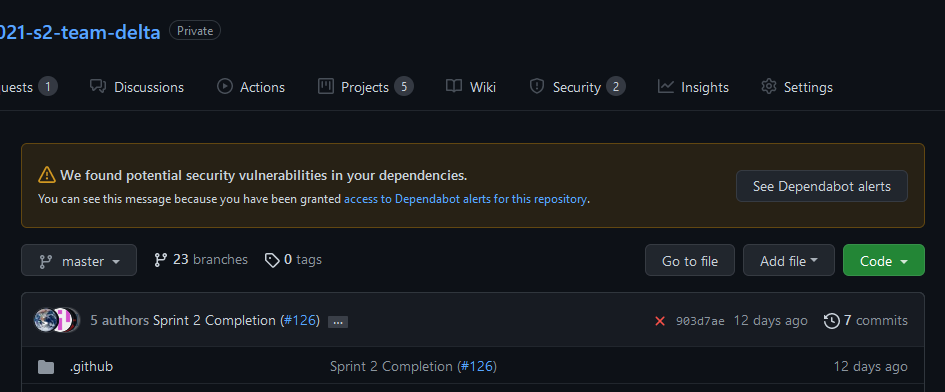 021-s2-team-delta Private
uests 1 Discussions Actions Projects 5 Wiki Security 2 Insights Settings
We found potential security vulnerabilities in your dependencies.
You can see this message because you have been granted access to Dependabot alerts for this repository.
See Dependabot alerts
master 23 branches 0 tags Go to file Add file Code
5 authors Sprint 2 Completion (#126) ... 903d7ae 12 days ago 7 commits
.github Sprint 2 Completion (#126) 12 days ago